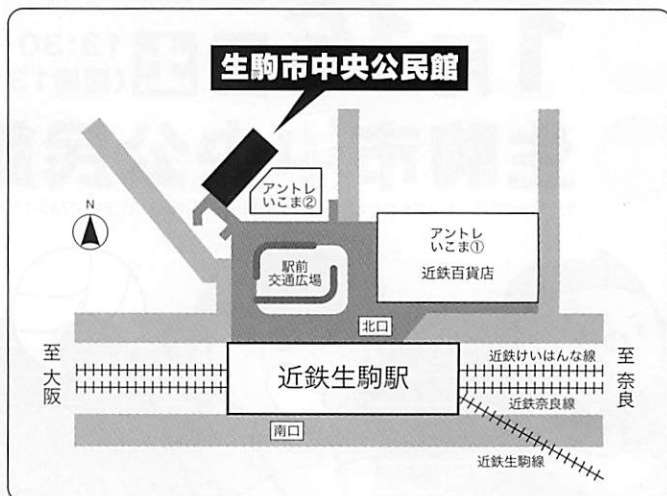 生駒市中央公民館
N
アントレ
いこま②
アントレ
いこま①
近鉄百貨店
駅前
交通広場
北口
至大阪
近鉄生駒駅
近鉄けいはんな線
近鉄奈良線
至奈良
南口
近鉄生駒線